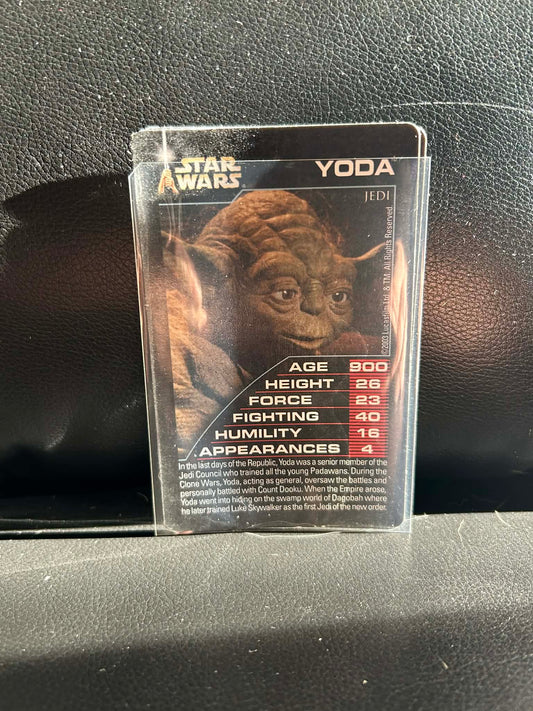 STAR
WARS
YODA
JEDI
©2003 Lucasfilm Ltd. & TM. All Rights Reserved.
AGE 900
HEIGHT 26
FORCE 23
FIGHTING 40
HUMILITY 16
APPEARANCES 4
In the last days of the Republic, Yoda was a senior member of the
Jedi Council who trained all the young Padawans. During the
Clone Wars, Yoda, acting as general, oversaw the battles and
personally battled with Count Dooku. When the Empire arose,
Yoda went into hiding on the swamp world of Dagobah where
he later trained Luke Skywalker as the first Jedi of the new order.